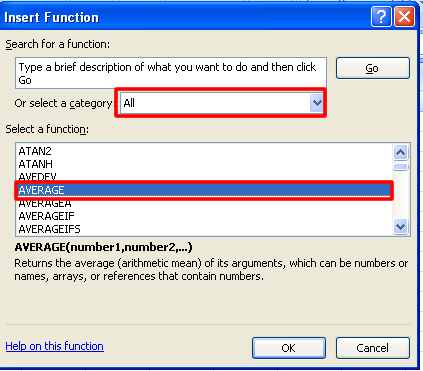 Insert Function
Search for a function:
Type a brief description of what you want to do and then click
Go
Go
Or select a category:
All
Select a function:
ATAN2
ATANH
AVEDEV
AVERAGE
AVERAGEA
AVERAGEIF
AVERAGEIFS
AVERAGE(number1,number2,...)
Returns the average (arithmetic mean) of its arguments, which can be numbers or
names, arrays, or references that contain numbers.
Help on this function
OK
Cancel